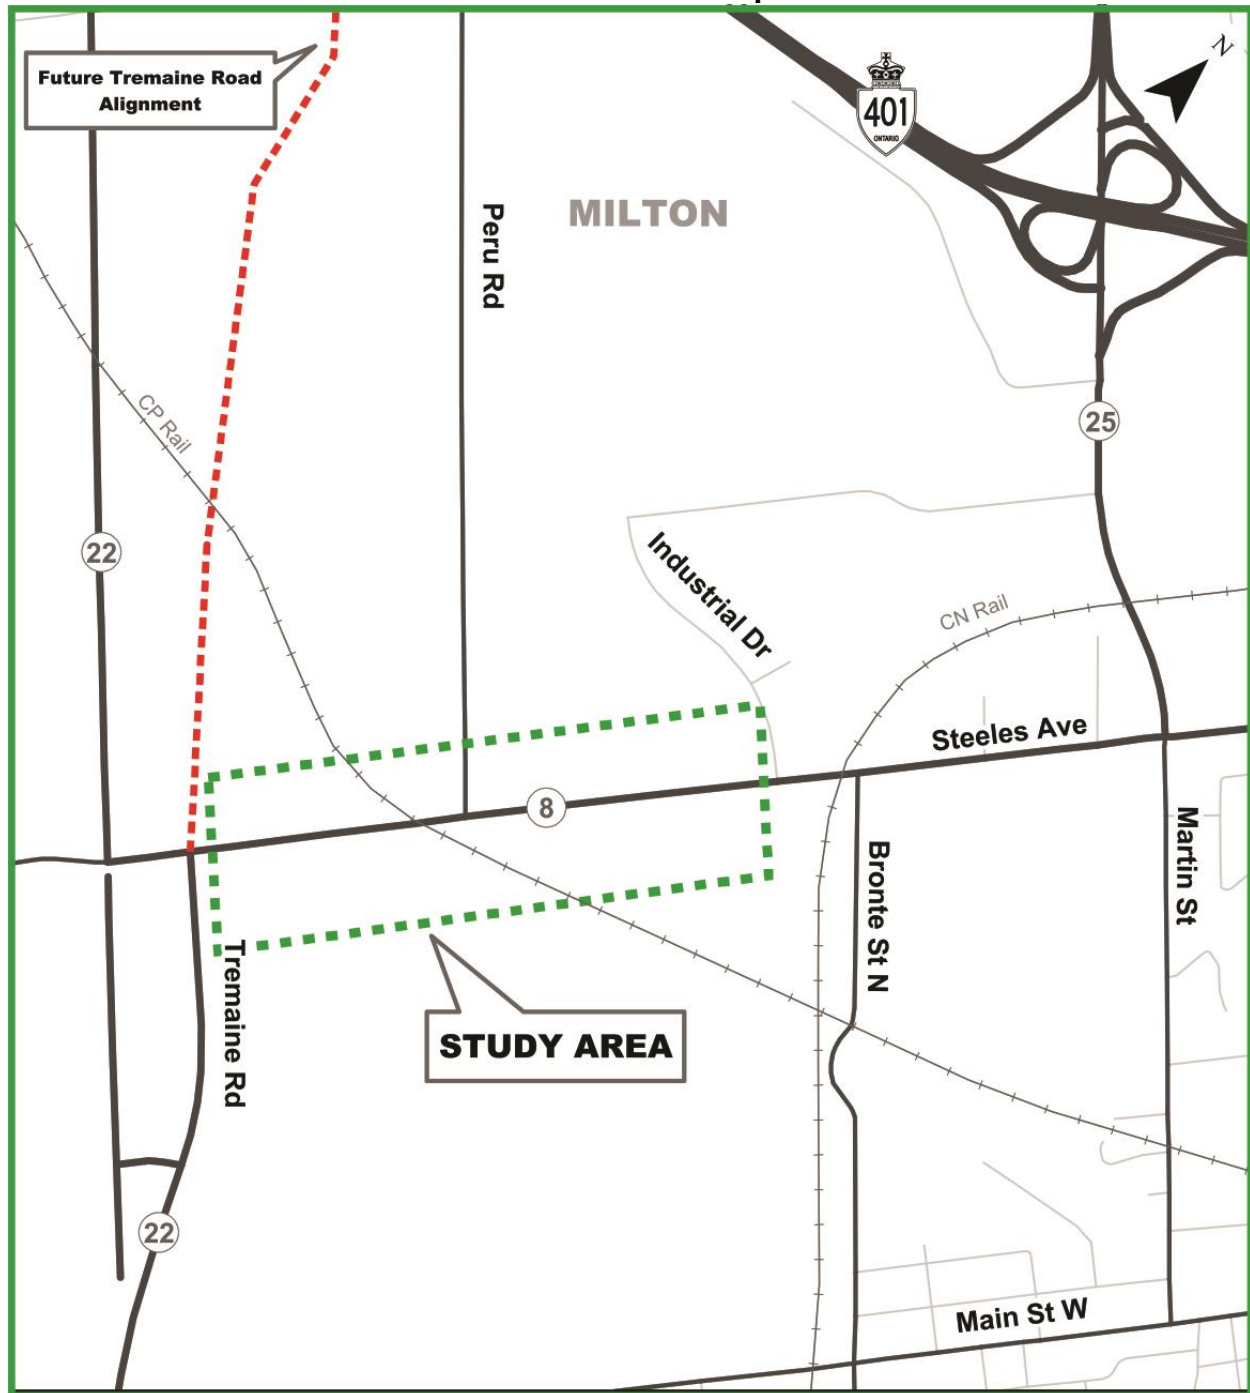 Future Tremaine Road
Alignment
N
401
ONTARIO
MILTON
Peru Rd
CP Rail
25
22
Industrial Dr
CN Rail
Steeles Ave
8
Martin St
Bronte St N
Tremaine Rd
STUDY AREA
22
Main St W